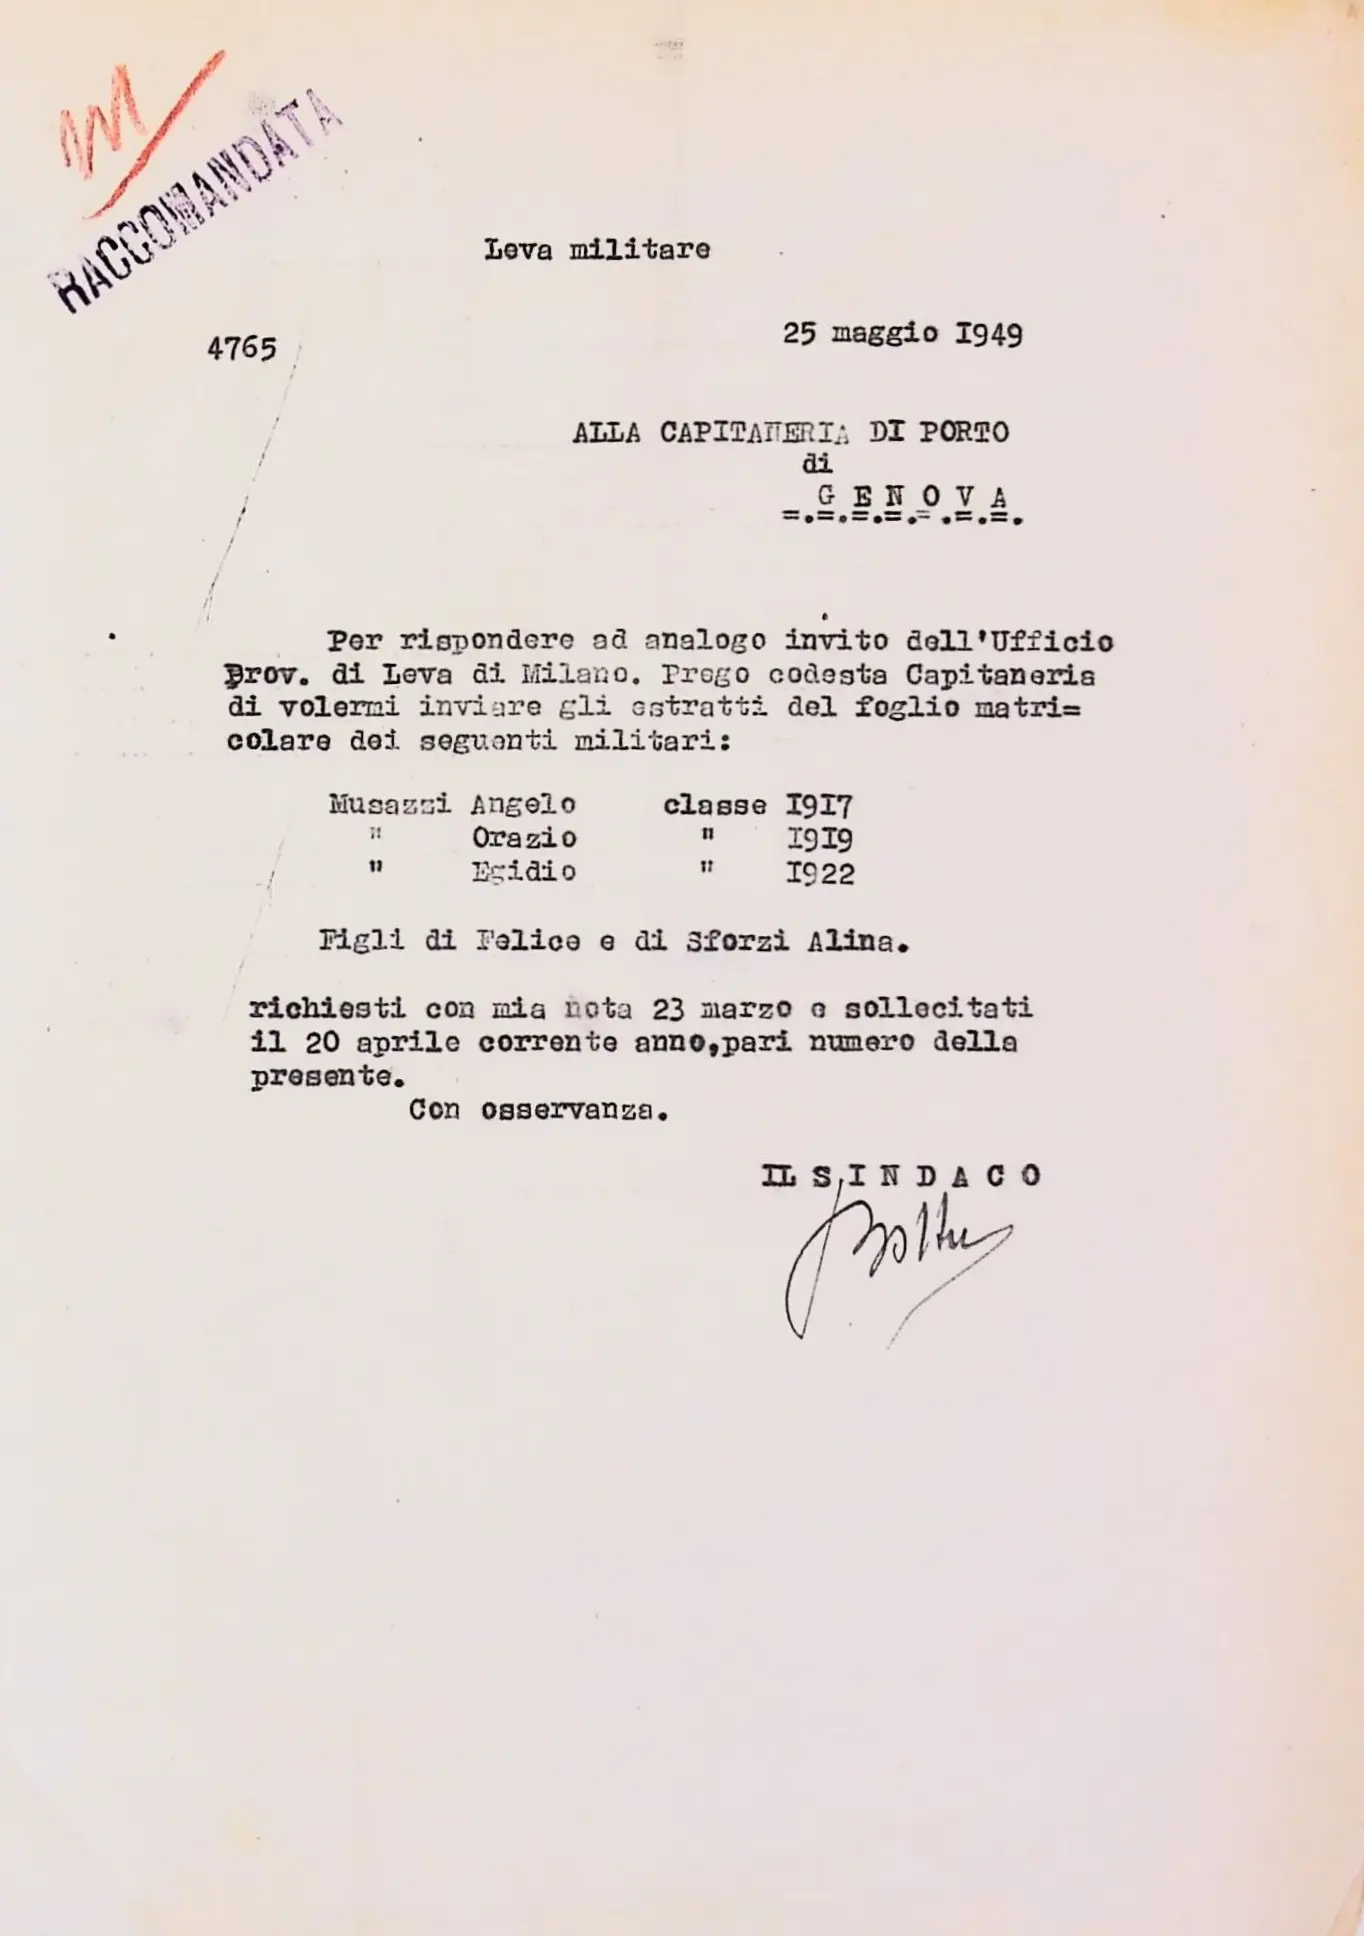 RACCOMANDATA
Leva militare
4765
25 maggio 1949
ALLA CAPITANERIA DI PORTO
di
G E N O V A
=.=.=.=.=.=.=.
Per rispondere ad analogo invito dell'Ufficio
prov. di Leva di Milano. Prego codesta Capitaneria
di volermi inviare gli estratti del foglio matri=
colare dei seguenti militari:
Musazzi Angelo classe 1917
" Orazio " 1919
" Egidio " 1922
Figli di Felice e di Sforzi Alina.
richiesti con mia nota 23 marzo e sollecitati
il 20 aprile corrente anno,pari numero della
presente.
Con osservanza.
IL S I N D A C O